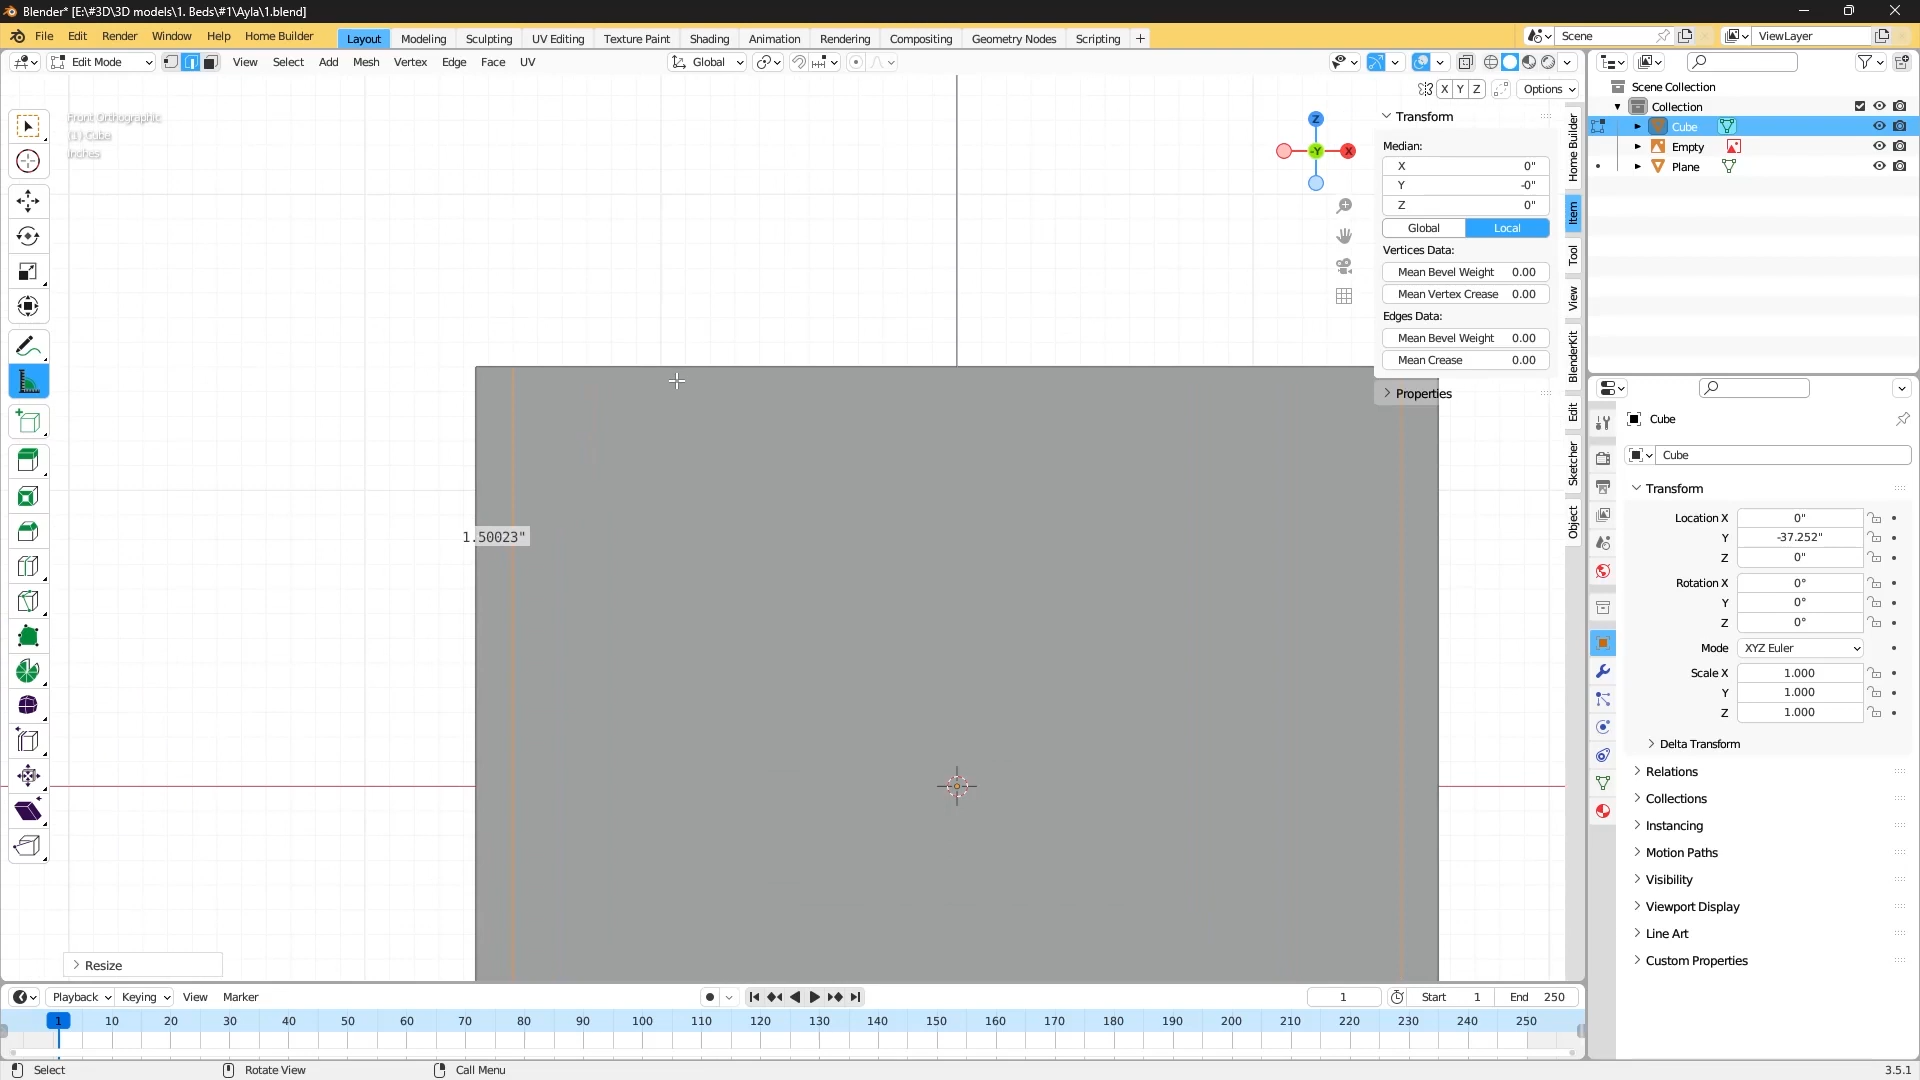 Blender* [E:\#3D\3D models\1. Beds\#1\Ayla\1.blend]
File Edit Render Window Help Home Builder Layout Modeling Sculpting UV Editing Texture Paint Shading Animation Rendering Compositing Geometry Nodes Scripting + Scene ViewLayer
Edit Mode View Select Add Mesh Vertex Edge Face UV Global
X Y Z Options
Front Orthographic
(1) Cube
Inches
Z
-Y
X
Transform
Median:
X 0"
Y -0"
Z 0"
Global Local
Vertices Data:
Mean Bevel Weight 0.00
Mean Vertex Crease 0.00
Edges Data:
Mean Bevel Weight 0.00
Mean Crease 0.00
Properties
Home Builder
Item
Tool
View
BlenderKit
Edit
Sketcher
Object
1.50023"
Resize
Scene Collection
Collection
Cube
Empty
Plane
Cube
Cube
Transform
Location X 0"
Y -37.252"
Z 0"
Rotation X 0°
Y 0°
Z 0°
Mode XYZ Euler
Scale X 1.000
Y 1.000
Z 1.000
Delta Transform
Relations
Collections
Instancing
Motion Paths
Visibility
Viewport Display
Line Art
Custom Properties
Playback Keying View Marker 1 Start 1 End 250
1 10 20 30 40 50 60 70 80 90 100 110 120 130 140 150 160 170 180 190 200 210 220 230 240 250
Select Rotate View Call Menu 3.5.1